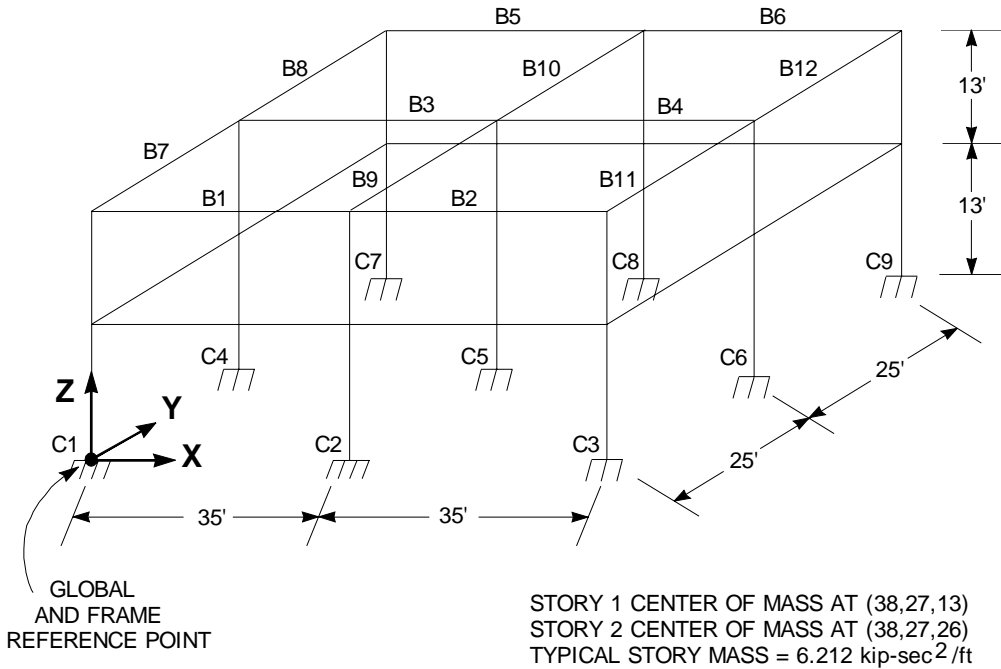 B5
B6
B8
B10
B12
13'
B3
B4
B7
B9
B11
B1
B2
13'
C7
C8
C9
C4
C5
C6
25'
Z
Y
C1
X
C2
C3
25'
35'
35'
GLOBAL
AND FRAME
REFERENCE POINT
STORY 1 CENTER OF MASS AT (38,27,13)
STORY 2 CENTER OF MASS AT (38,27,26)
TYPICAL STORY MASS = 6.212 kip-sec² /ft